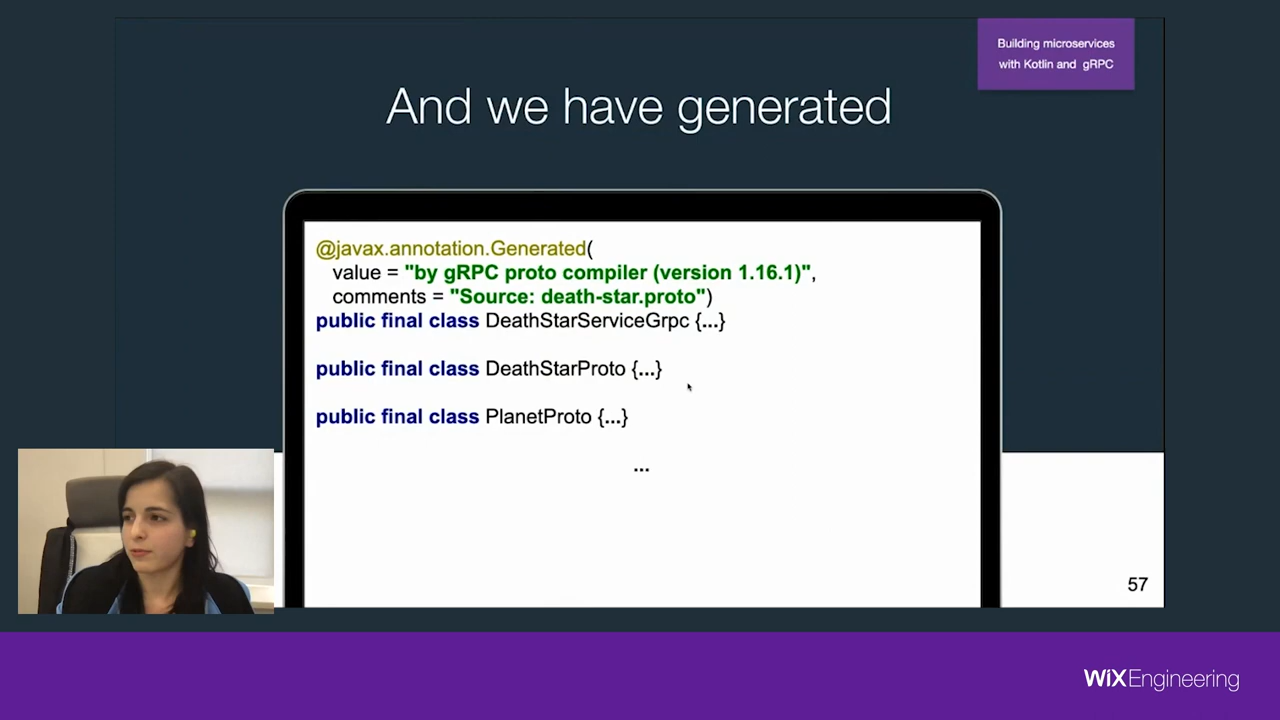 Building microservices
with Kotlin and gRPC
And we have generated
@javax.annotation.Generated(
value = "by gRPC proto compiler (version 1.16.1)",
comments = "Source: death-star.proto")
public final class DeathStarServiceGrpc {...}
public final class DeathStarProto {...}
public final class PlanetProto {...}
...
57
WiXEngineering